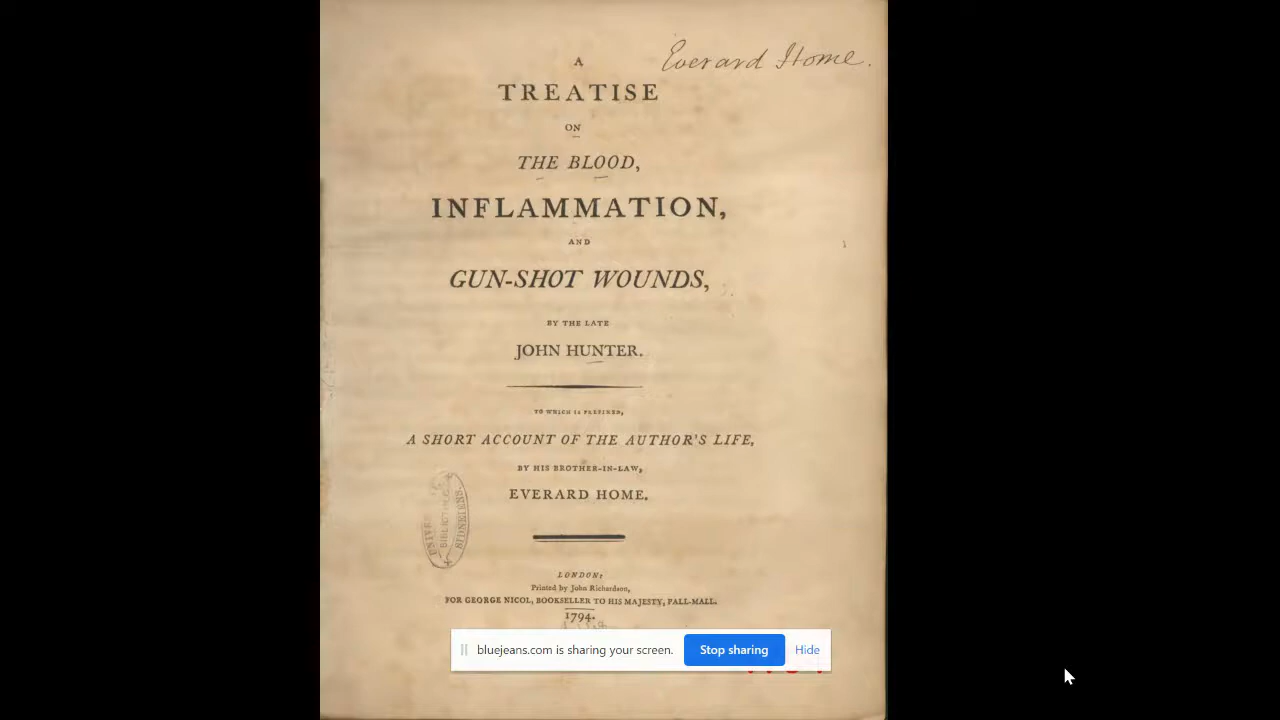 Everard Home.
A
TREATISE
ON
THE BLOOD,
INFLAMMATION,
AND
GUN-SHOT WOUNDS,
BY THE LATE
JOHN HUNTER.
TO WHICH IS PREFIXED,
A SHORT ACCOUNT OF THE AUTHOR'S LIFE,
BY HIS BROTHER-IN-LAW,
EVERARD HOME.
BIBLIOTH
SIDNEIENS.
LONDON:
Printed by John Richardson,
FOR GEORGE NICOL, BOOKSELLER TO HIS MAJESTY, PALL-MALL.
1794.
bluejeans.com is sharing your screen. Stop sharing Hide